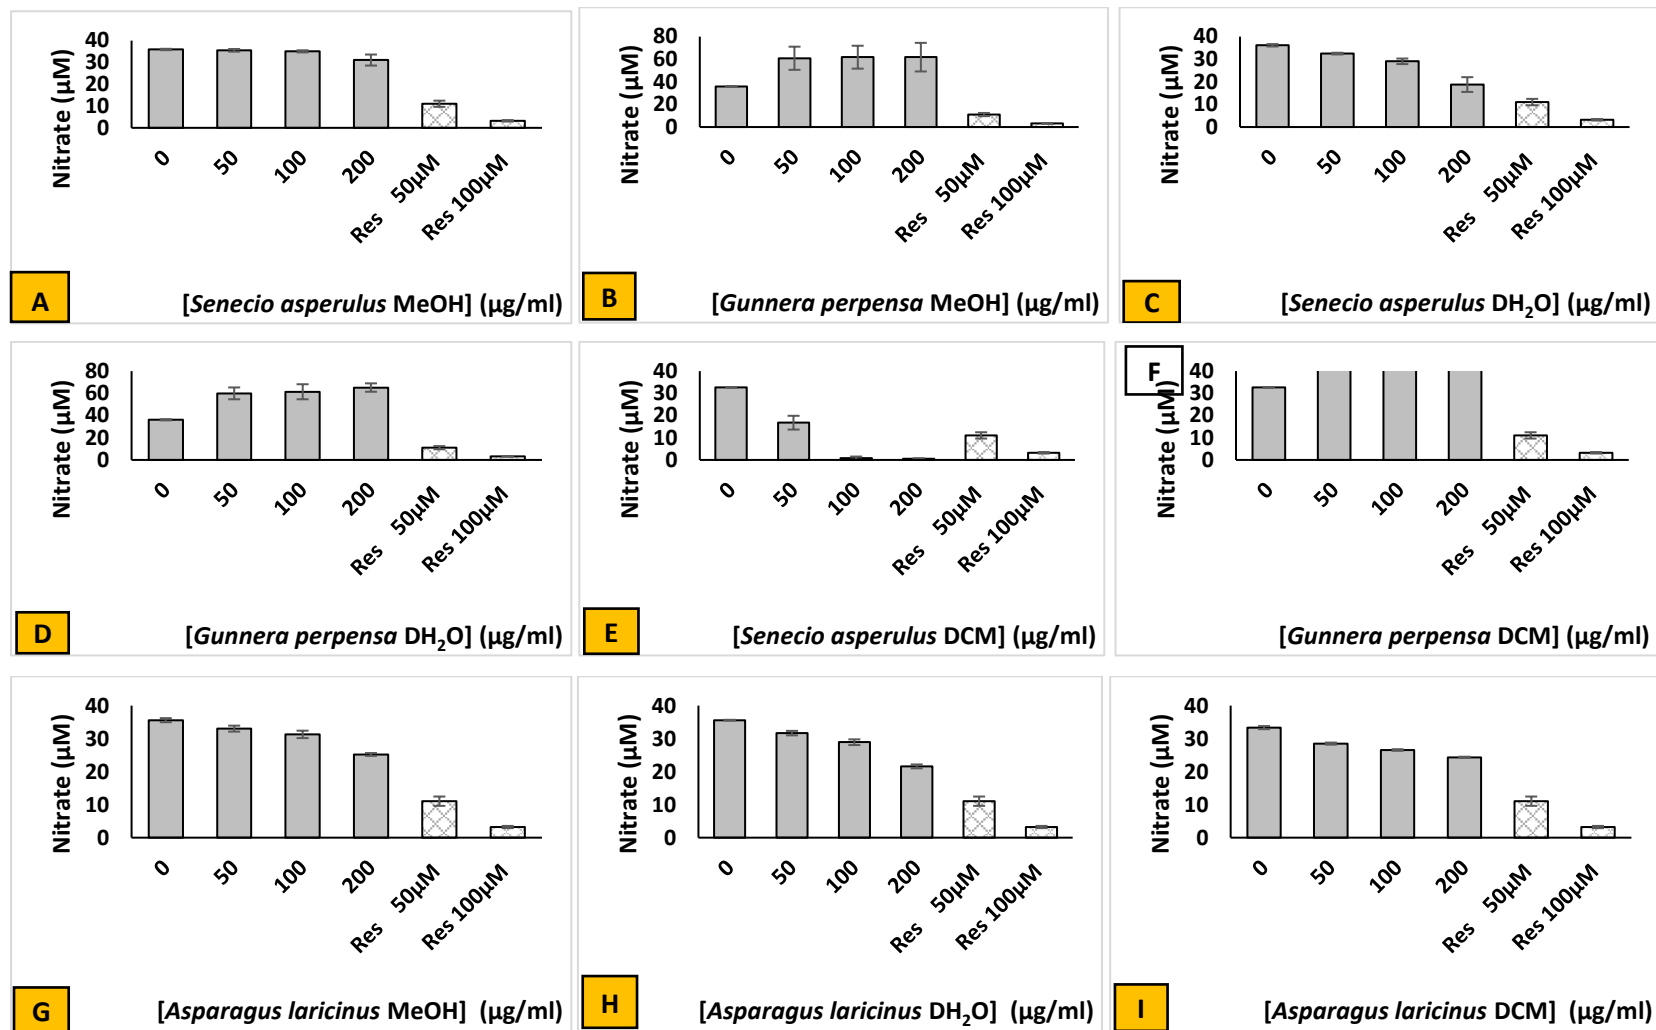 Nitrate (µM)
40
30
20
10
0
0
50
100
200
Res 50µM
Res 100µM
A
[Senecio asperulus MeOH] (µg/ml)
Nitrate (µM)
80
60
40
20
0
0
50
100
200
Res 50µM
Res 100µM
B
[Gunnera perpensa MeOH] (µg/ml)
Nitrate (µM)
40
30
20
10
0
0
50
100
200
Res 50µM
Res 100µM
C
[Senecio asperulus DH₂O] (µg/ml)
Nitrate (µM)
80
60
40
20
0
0
50
100
200
Res 50µM
Res 100µM
D
[Gunnera perpensa DH₂O] (µg/ml)
Nitrate (µM)
40
30
20
10
0
0
50
100
200
Res 50µM
Res 100µM
E
[Senecio asperulus DCM] (µg/ml)
F
Nitrate (µM)
40
30
20
10
0
0
50
100
200
Res 50µM
Res 100µM
[Gunnera perpensa DCM] (µg/ml)
Nitrate (µM)
40
30
20
10
0
0
50
100
200
Res 50µM
Res 100µM
G
[Asparagus laricinus MeOH] (µg/ml)
Nitrate (µM)
40
30
20
10
0
0
50
100
200
Res 50µM
Res 100µM
H
[Asparagus laricinus DH₂O] (µg/ml)
Nitrate (µM)
40
30
20
10
0
0
50
100
200
Res 50µM
Res 100µM
I
[Asparagus laricinus DCM] (µg/ml)